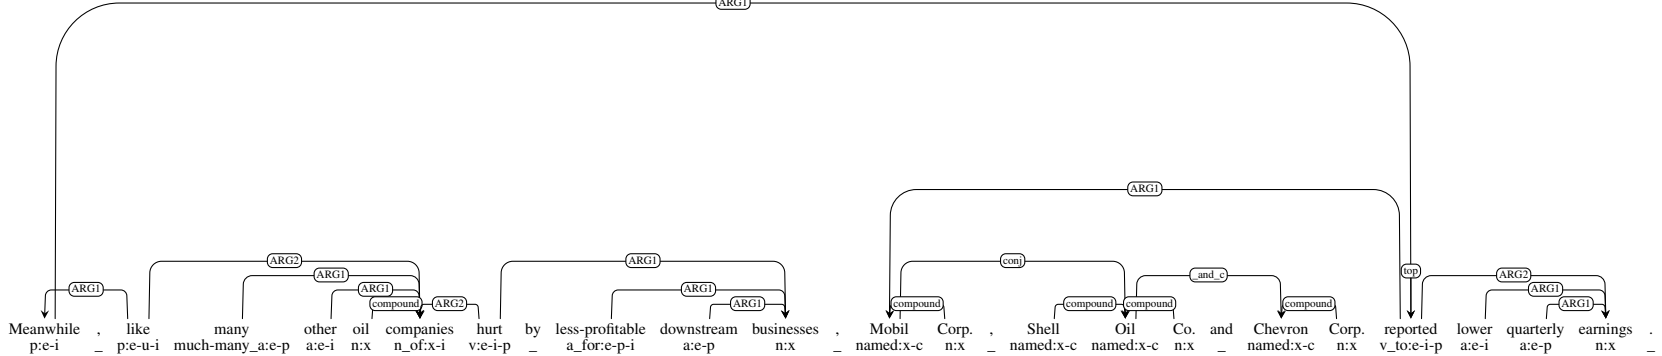 ARG1
ARG1
ARG2 ARG1 conj _and_c top ARG2
ARG1
ARG1 ARG1 ARG1 ARG1
compound ARG2 ARG1 compound compound compound compound ARG1
Meanwhile , like many other oil companies hurt by less-profitable downstream businesses , Mobil Corp. , Shell Oil Co. and Chevron Corp. reported lower quarterly earnings .
p:e-i _ p:e-u-i much-many_a:e-p a:e-i n:x n_of:x-i v:e-i-p _ a_for:e-p-i a:e-p n:x _ named:x-c n:x _ named:x-c named:x-c n:x _ named:x-c n:x v_to:e-i-p a:e-i a:e-p n:x _